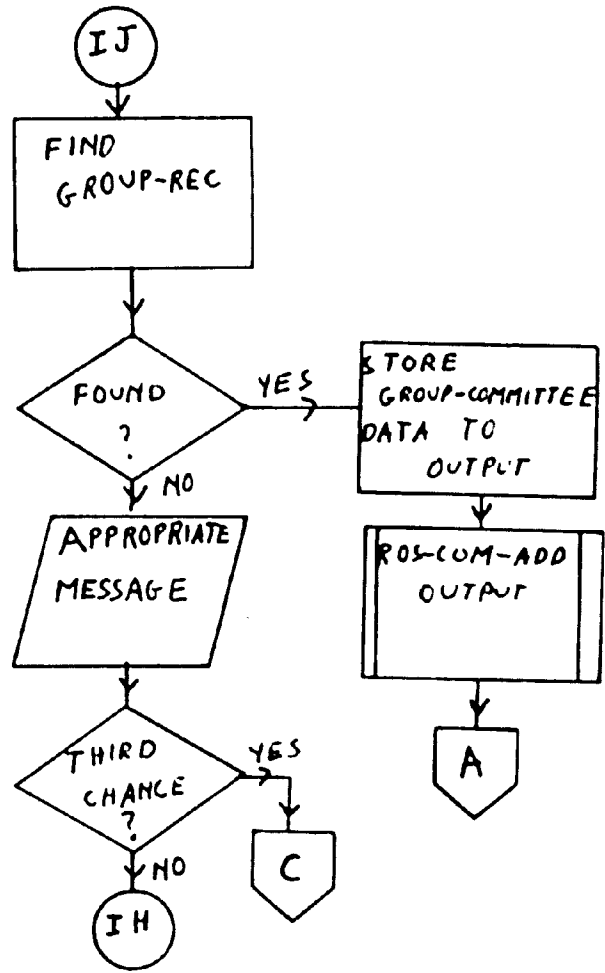 IJ
FIND
GROUP-REC
FOUND
?
YES
NO
STORE
GROUP-COMMITTEE
DATA TO
OUTPUT
ROS-COM-ADD
OUTPUT
A
APPROPRIATE
MESSAGE
THIRD
CHANCE
?
YES
C
NO
IH